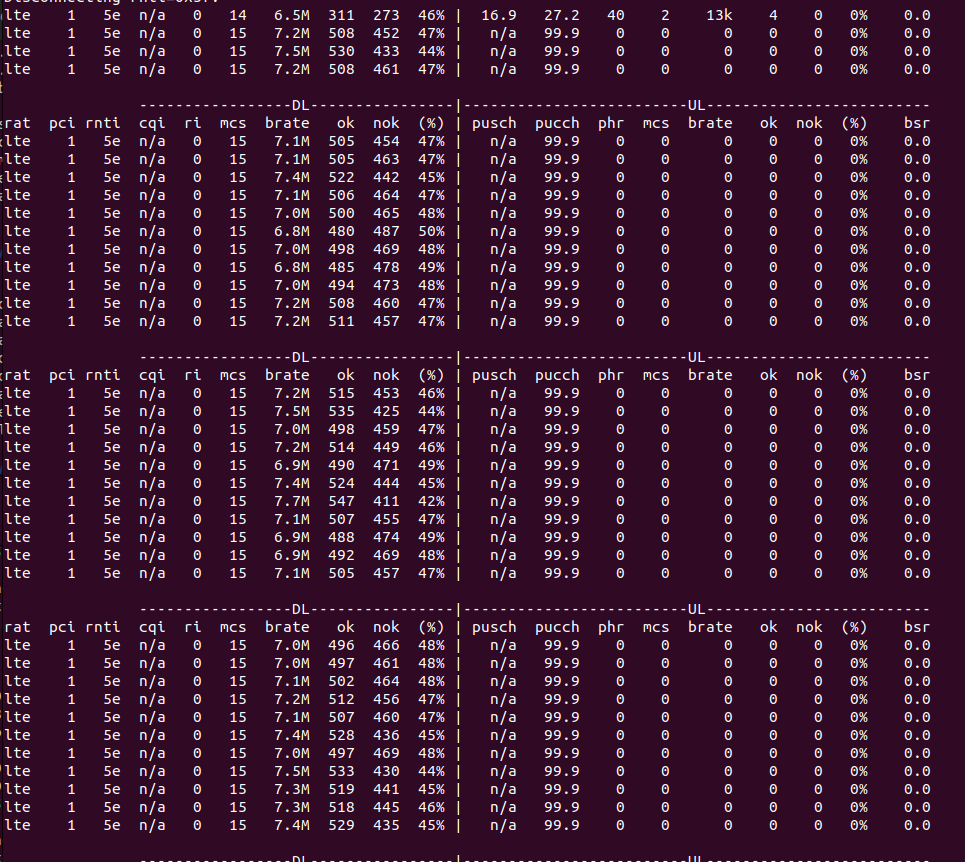 lte 1 5e n/a 0 14 6.5M 311 273 46% | 16.9 27.2 40 2 13k 4 0 0% 0.0
lte 1 5e n/a 0 15 7.2M 508 452 47% | n/a 99.9 0 0 0 0 0 0% 0.0
lte 1 5e n/a 0 15 7.5M 530 433 44% | n/a 99.9 0 0 0 0 0 0% 0.0
lte 1 5e n/a 0 15 7.2M 508 461 47% | n/a 99.9 0 0 0 0 0 0% 0.0
-----------------DL----------------|-------------------------UL-------------------------
rat pci rnti cqi ri mcs brate ok nok (%) | pusch pucch phr mcs brate ok nok (%) bsr
lte 1 5e n/a 0 15 7.1M 505 454 47% | n/a 99.9 0 0 0 0 0 0% 0.0
lte 1 5e n/a 0 15 7.1M 505 463 47% | n/a 99.9 0 0 0 0 0 0% 0.0
lte 1 5e n/a 0 15 7.4M 522 442 45% | n/a 99.9 0 0 0 0 0 0% 0.0
lte 1 5e n/a 0 15 7.1M 506 464 47% | n/a 99.9 0 0 0 0 0 0% 0.0
lte 1 5e n/a 0 15 7.0M 500 465 48% | n/a 99.9 0 0 0 0 0 0% 0.0
lte 1 5e n/a 0 15 6.8M 480 487 50% | n/a 99.9 0 0 0 0 0 0% 0.0
lte 1 5e n/a 0 15 7.0M 498 469 48% | n/a 99.9 0 0 0 0 0 0% 0.0
lte 1 5e n/a 0 15 6.8M 485 478 49% | n/a 99.9 0 0 0 0 0 0% 0.0
lte 1 5e n/a 0 15 7.0M 494 473 48% | n/a 99.9 0 0 0 0 0 0% 0.0
lte 1 5e n/a 0 15 7.2M 508 460 47% | n/a 99.9 0 0 0 0 0 0% 0.0
lte 1 5e n/a 0 15 7.2M 511 457 47% | n/a 99.9 0 0 0 0 0 0% 0.0
-----------------DL----------------|-------------------------UL-------------------------
rat pci rnti cqi ri mcs brate ok nok (%) | pusch pucch phr mcs brate ok nok (%) bsr
lte 1 5e n/a 0 15 7.2M 515 453 46% | n/a 99.9 0 0 0 0 0 0% 0.0
lte 1 5e n/a 0 15 7.5M 535 425 44% | n/a 99.9 0 0 0 0 0 0% 0.0
lte 1 5e n/a 0 15 7.0M 498 459 47% | n/a 99.9 0 0 0 0 0 0% 0.0
lte 1 5e n/a 0 15 7.2M 514 449 46% | n/a 99.9 0 0 0 0 0 0% 0.0
lte 1 5e n/a 0 15 6.9M 490 471 49% | n/a 99.9 0 0 0 0 0 0% 0.0
lte 1 5e n/a 0 15 7.4M 524 444 45% | n/a 99.9 0 0 0 0 0 0% 0.0
lte 1 5e n/a 0 15 7.7M 547 411 42% | n/a 99.9 0 0 0 0 0 0% 0.0
lte 1 5e n/a 0 15 7.1M 507 455 47% | n/a 99.9 0 0 0 0 0 0% 0.0
lte 1 5e n/a 0 15 6.9M 488 474 49% | n/a 99.9 0 0 0 0 0 0% 0.0
lte 1 5e n/a 0 15 6.9M 492 469 48% | n/a 99.9 0 0 0 0 0 0% 0.0
lte 1 5e n/a 0 15 7.1M 505 457 47% | n/a 99.9 0 0 0 0 0 0% 0.0
-----------------DL----------------|-------------------------UL-------------------------
rat pci rnti cqi ri mcs brate ok nok (%) | pusch pucch phr mcs brate ok nok (%) bsr
lte 1 5e n/a 0 15 7.0M 496 466 48% | n/a 99.9 0 0 0 0 0 0% 0.0
lte 1 5e n/a 0 15 7.0M 497 461 48% | n/a 99.9 0 0 0 0 0 0% 0.0
lte 1 5e n/a 0 15 7.1M 502 464 48% | n/a 99.9 0 0 0 0 0 0% 0.0
lte 1 5e n/a 0 15 7.2M 512 456 47% | n/a 99.9 0 0 0 0 0 0% 0.0
lte 1 5e n/a 0 15 7.1M 507 460 47% | n/a 99.9 0 0 0 0 0 0% 0.0
lte 1 5e n/a 0 15 7.4M 528 436 45% | n/a 99.9 0 0 0 0 0 0% 0.0
lte 1 5e n/a 0 15 7.0M 497 469 48% | n/a 99.9 0 0 0 0 0 0% 0.0
lte 1 5e n/a 0 15 7.5M 533 430 44% | n/a 99.9 0 0 0 0 0 0% 0.0
lte 1 5e n/a 0 15 7.3M 519 441 45% | n/a 99.9 0 0 0 0 0 0% 0.0
lte 1 5e n/a 0 15 7.3M 518 445 46% | n/a 99.9 0 0 0 0 0 0% 0.0
lte 1 5e n/a 0 15 7.4M 529 435 45% | n/a 99.9 0 0 0 0 0 0% 0.0
-----------------DL----------------|-------------------------UL-------------------------